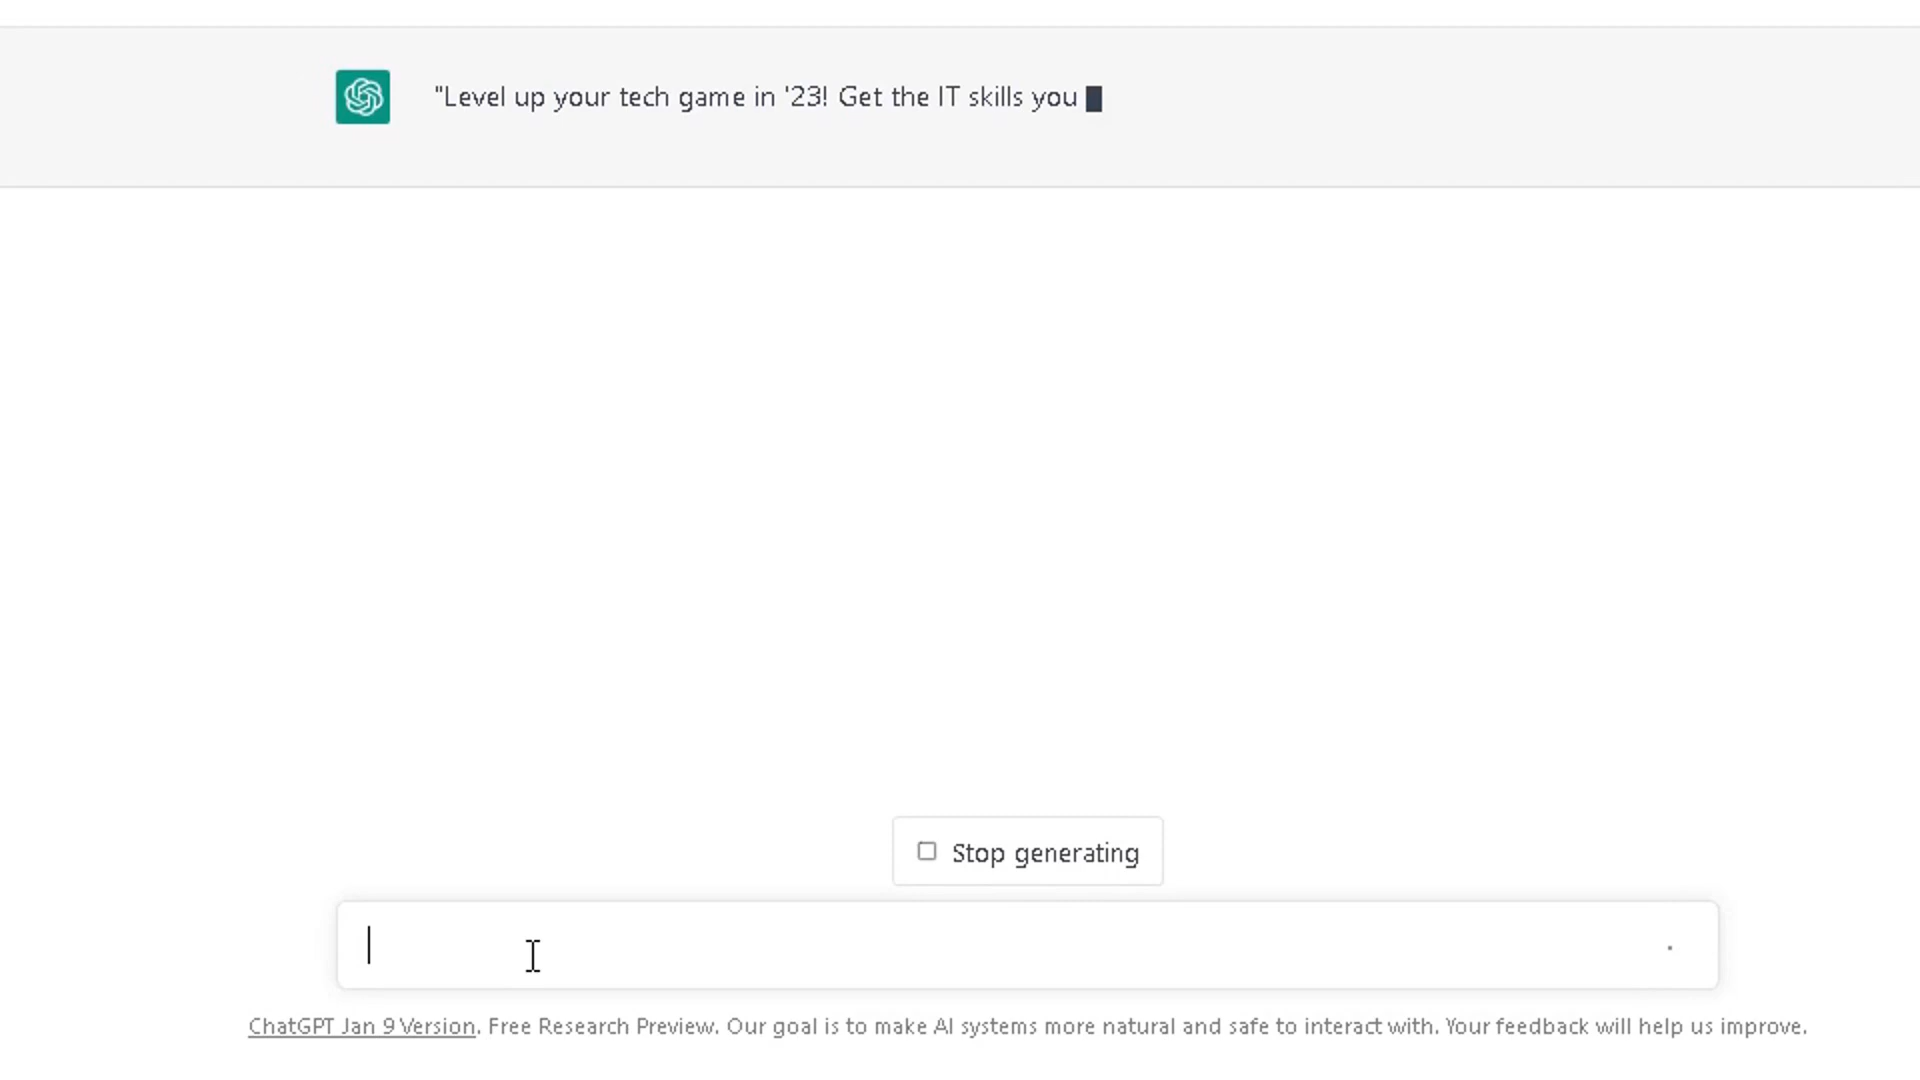 "Level up your tech game in '23! Get the IT skills you
Stop generating
ChatGPT Jan 9 Version. Free Research Preview. Our goal is to make AI systems more natural and safe to interact with. Your feedback will help us improve.